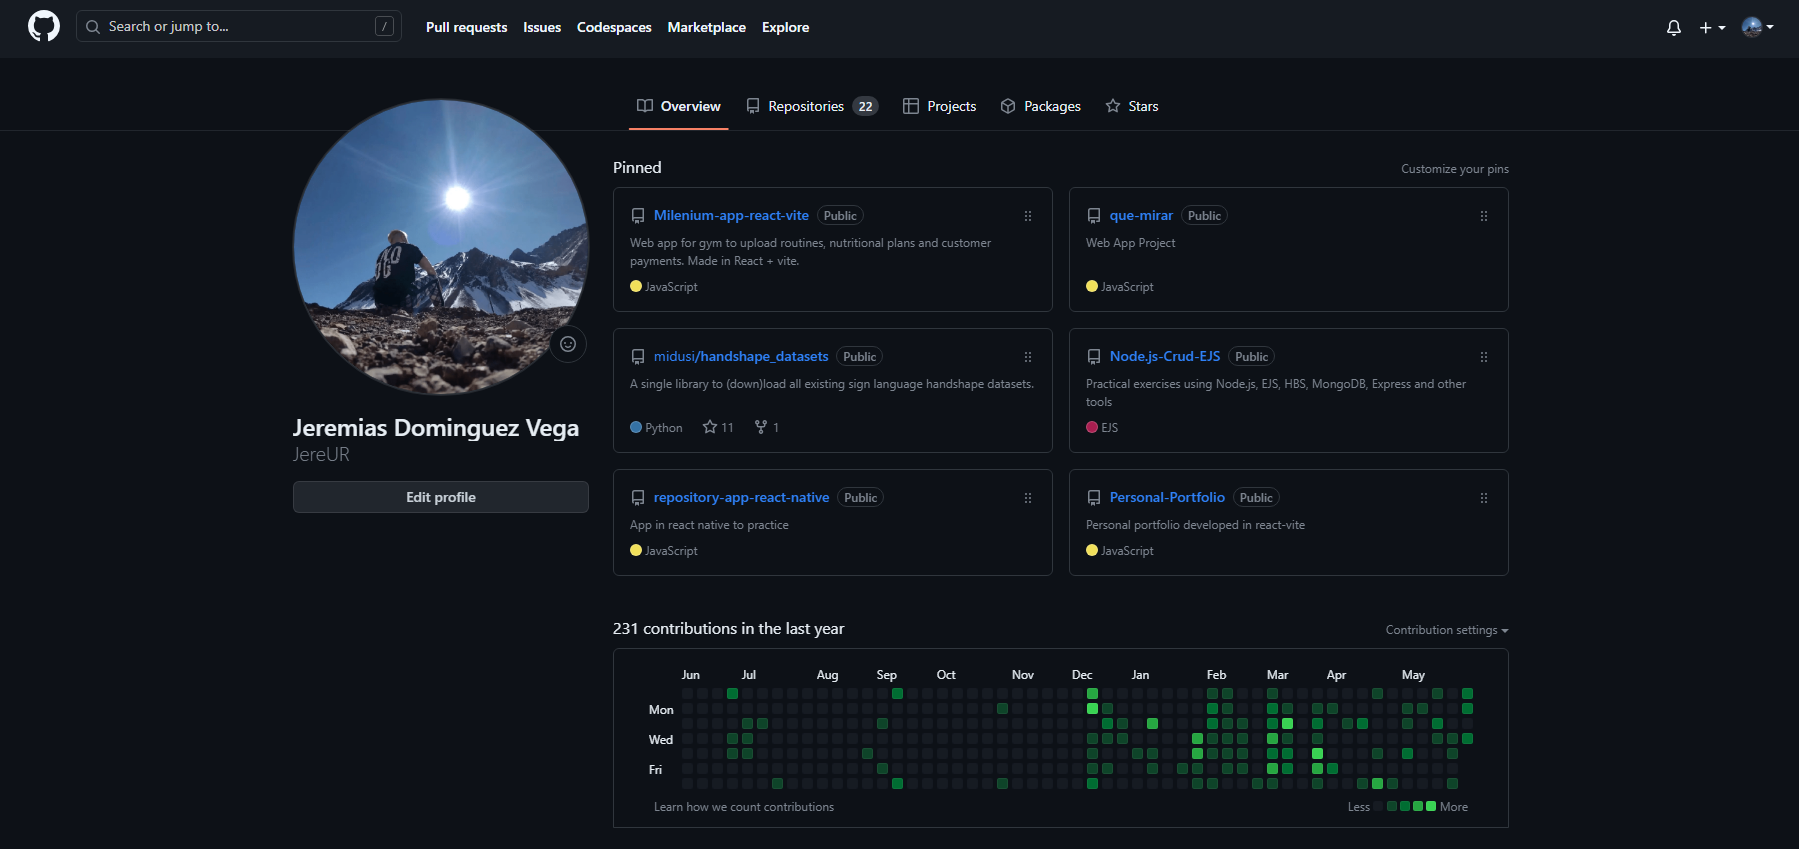 Search or jump to... /
Pull requests Issues Codespaces Marketplace Explore
Overview Repositories 22 Projects Packages Stars
Jeremias Dominguez Vega
JereUR
Edit profile
Pinned
Customize your pins
Milenium-app-react-vite Public
Web app for gym to upload routines, nutritional plans and customer
payments. Made in React + vite.
JavaScript
que-mirar Public
Web App Project
JavaScript
midusi/handshape_datasets Public
A single library to (down)load all existing sign language handshape datasets.
Python 11 1
Node.js-Crud-EJS Public
Practical exercises using Node.js, EJS, HBS, MongoDB, Express and other
tools
EJS
repository-app-react-native Public
App in react native to practice
JavaScript
Personal-Portfolio Public
Personal portfolio developed in react-vite
JavaScript
231 contributions in the last year
Contribution settings
Jun Jul Aug Sep Oct Nov Dec Jan Feb Mar Apr May
Mon
Wed
Fri
Learn how we count contributions
Less More